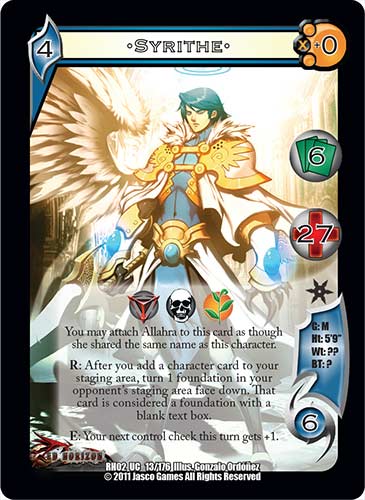 4
·SYRITHE·
X +0
6
27
You may attach Allahra to this card as though
she shared the same name as this character.
R: After you add a character card to your
staging area, turn 1 foundation in your
opponent's staging area face down. That
card is considered a foundation with a
blank text box.
E: Your next control check this turn gets +1.
G: M
Ht: 5'9"
Wt: ??
BT: ?
6
RED HORIZON
RH02_UC_13/176 Illus. Gonzalo Ordóñez
© 2011 Jasco Games All Rights Reserved